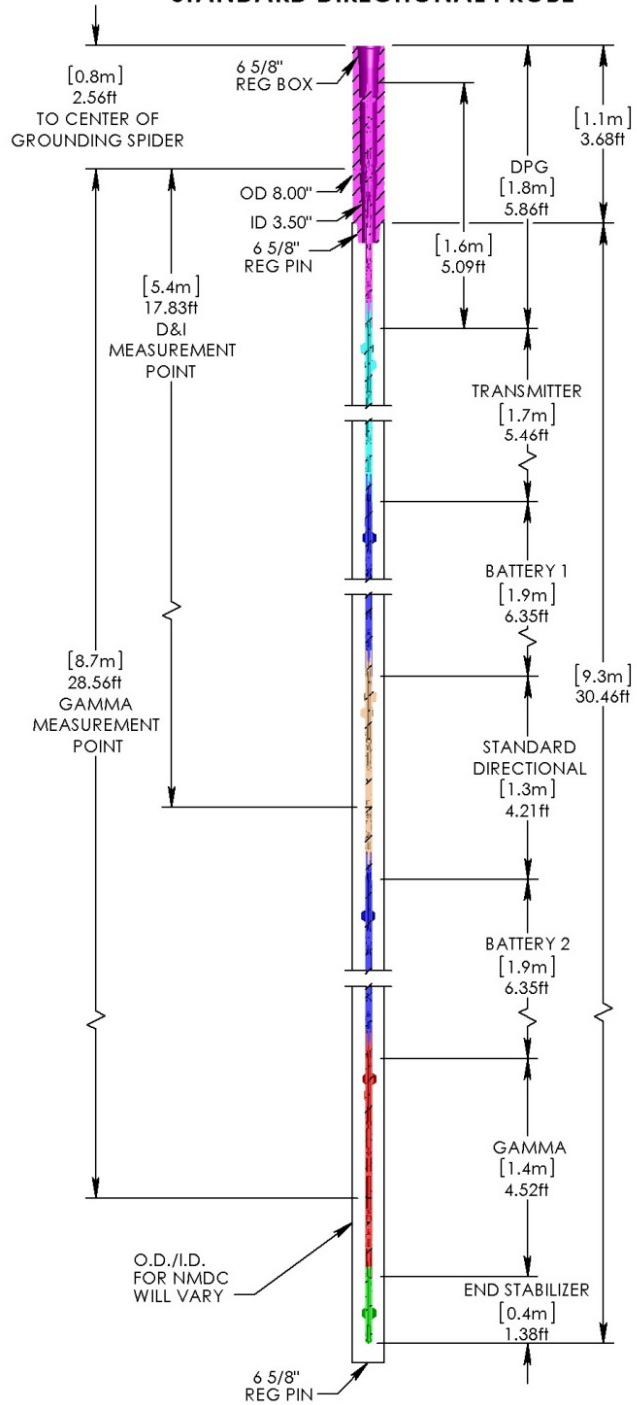 STANDARD DIRECTIONAL PROBE
[0.8m]
2.56ft
TO CENTER OF
GROUNDING SPIDER
6 5/8"
REG BOX
OD 8.00"
ID 3.50"
6 5/8"
REG PIN
DPG
[1.8m]
5.86ft
[1.1m]
3.68ft
[1.6m]
5.09ft
[5.4m]
17.83ft
D&I
MEASUREMENT
POINT
TRANSMITTER
[1.7m]
5.46ft
BATTERY 1
[1.9m]
6.35ft
[8.7m]
28.56ft
GAMMA
MEASUREMENT
POINT
[9.3m]
30.46ft
STANDARD
DIRECTIONAL
[1.3m]
4.21ft
BATTERY 2
[1.9m]
6.35ft
GAMMA
[1.4m]
4.52ft
O.D./I.D.
FOR NMDC
WILL VARY
END STABILIZER
[0.4m]
1.38ft
6 5/8"
REG PIN